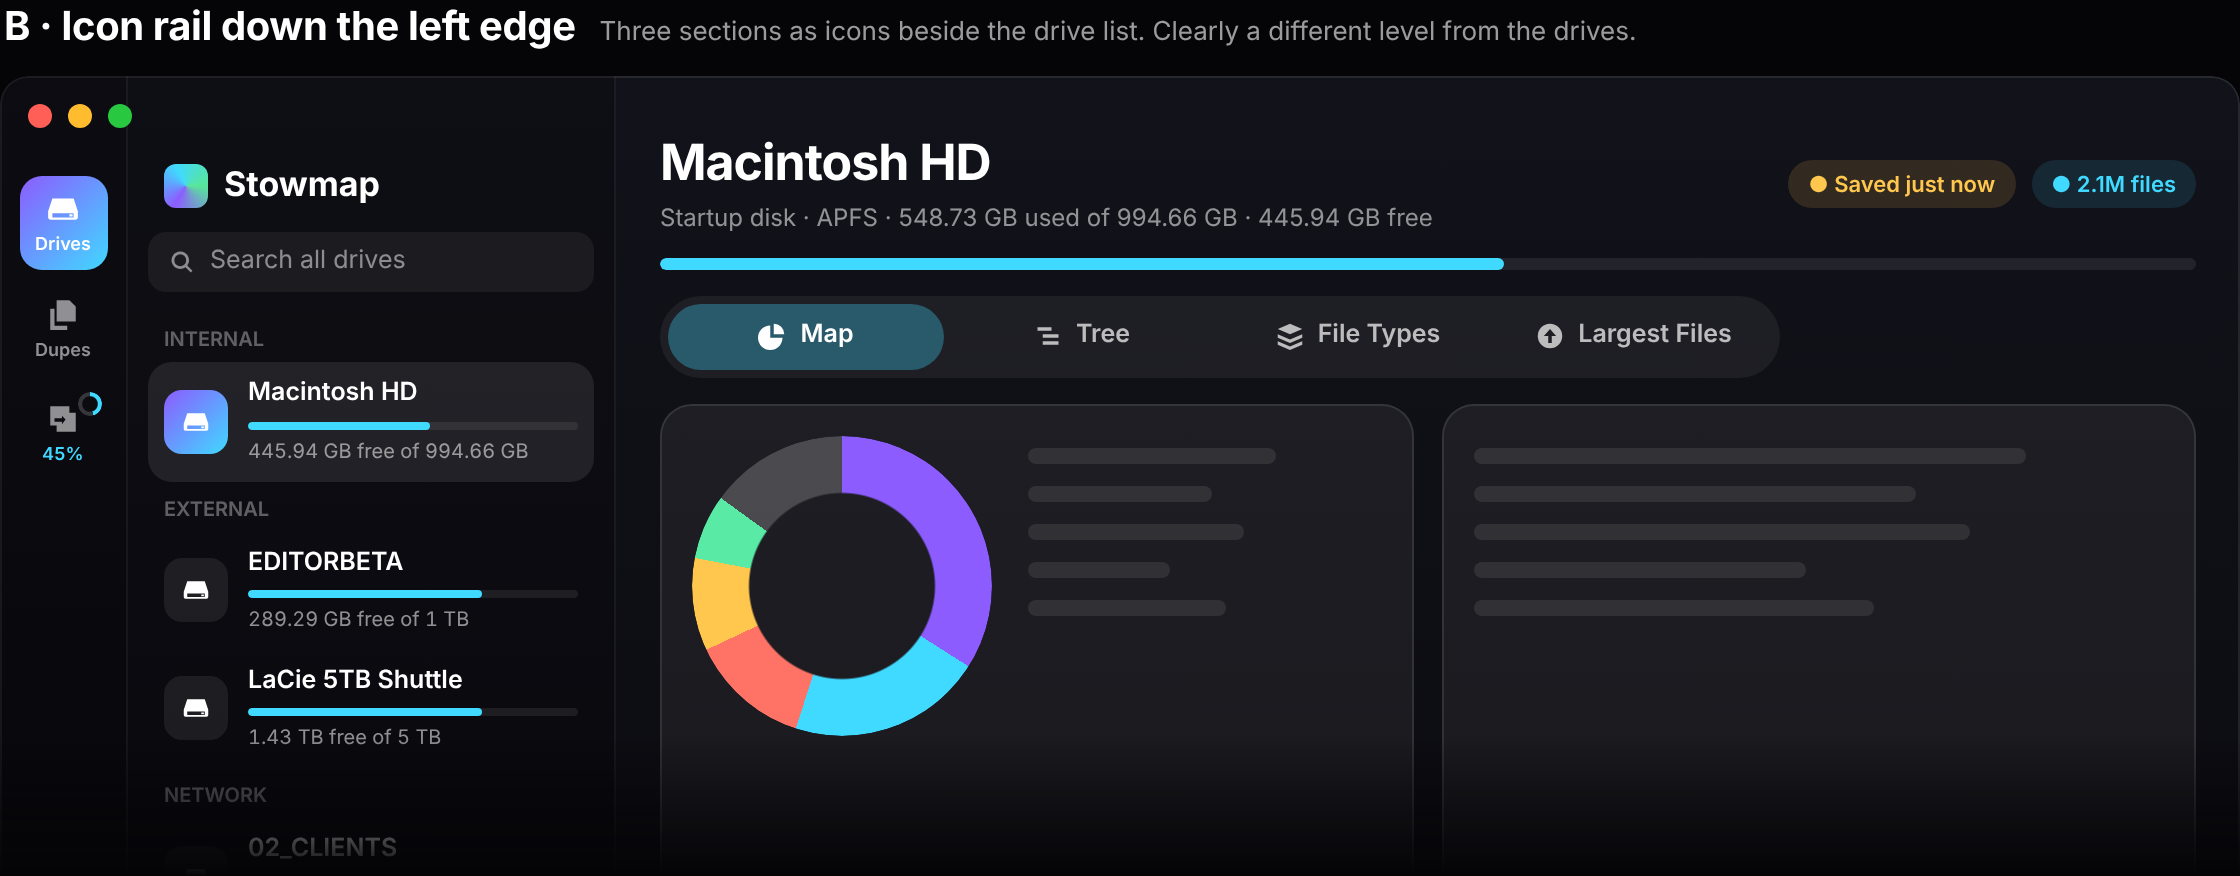 B · Icon rail down the left edge Three sections as icons beside the drive list. Clearly a different level from the drives.
Drives
Dupes
45%
Stowmap
Search all drives
INTERNAL
Macintosh HD
445.94 GB free of 994.66 GB
EXTERNAL
EDITORBETA
289.29 GB free of 1 TB
LaCie 5TB Shuttle
1.43 TB free of 5 TB
NETWORK
02_CLIENTS
Macintosh HD
Startup disk · APFS · 548.73 GB used of 994.66 GB · 445.94 GB free
Saved just now
2.1M files
Map
Tree
File Types
Largest Files